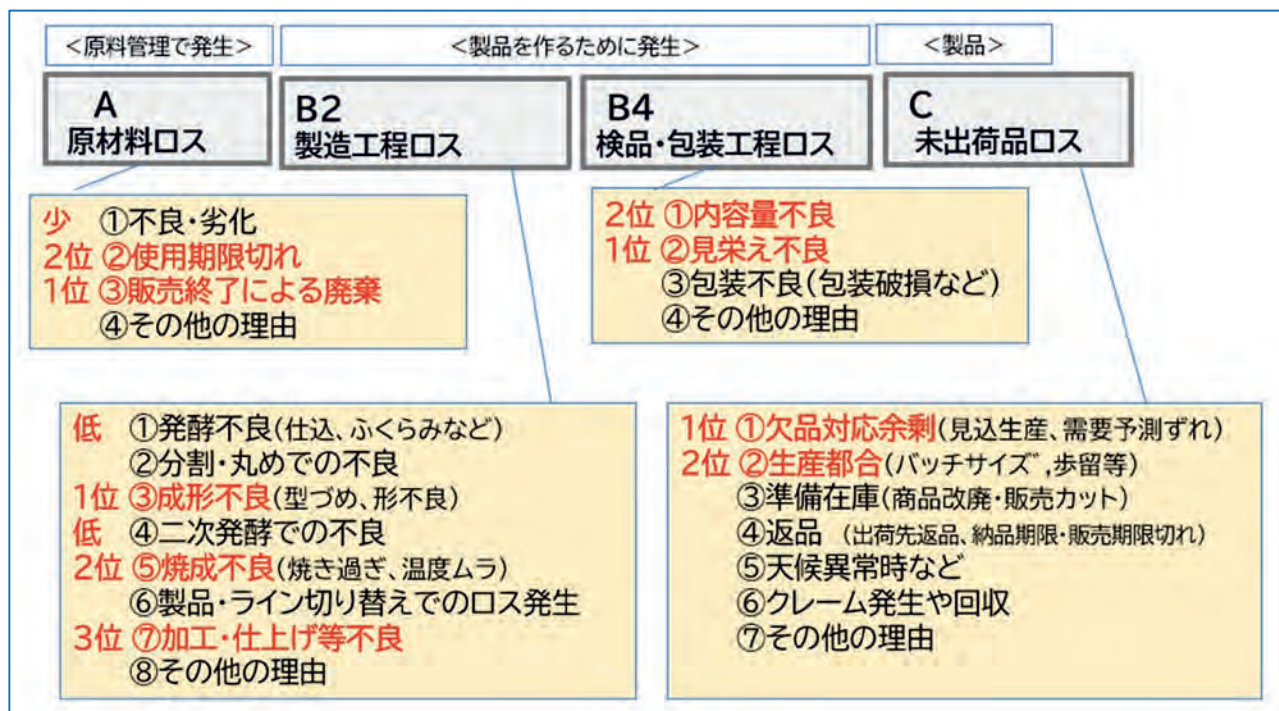 <原料管理で発生>
<製品を作るために発生>
<製品>
A
原材料ロス
B2
製造工程ロス
B4
検品・包装工程ロス
C
未出荷品ロス
少 ①不良・劣化
2位 ②使用期限切れ
1位 ③販売終了による廃棄
④その他の理由
2位 ①内容量不良
1位 ②見栄え不良
③包装不良(包装破損など)
④その他の理由
低 ①発酵不良(仕込、ふくらみなど)
②分割・丸めでの不良
1位 ③成形不良(型づめ、形不良)
低 ④二次発酵での不良
2位 ⑤焼成不良(焼き過ぎ、温度ムラ)
⑥製品・ライン切り替えでのロス発生
3位 ⑦加工・仕上げ等不良
⑧その他の理由
1位 ①欠品対応余剰(見込生産、需要予測ずれ)
2位 ②生産都合(バッチサイズ,歩留等)
③準備在庫(商品改廃・販売カット)
④返品 (出荷先返品、納品期限・販売期限切れ)
⑤天候異常時など
⑥クレーム発生や回収
⑦その他の理由